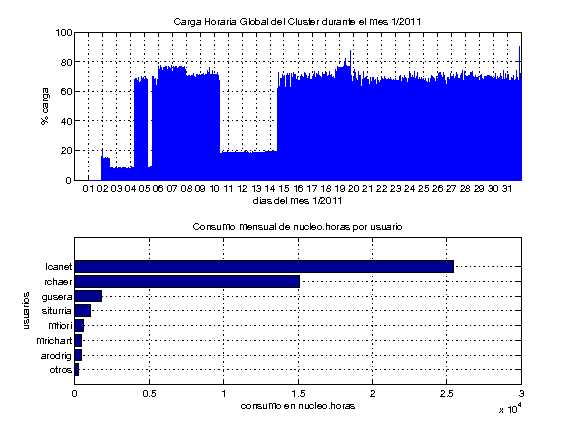 Carga Horaria Global del Cluster durante el mes 1/2011
100
80
60
40
20
0
% carga
01 02 03 04 05 06 07 08 09 10 11 12 13 14 15 16 17 18 19 20 21 22 23 24 25 26 27 28 29 30 31
dias del mes 1/2011
Consumo mensual de nucleo.horas por usuario
usuarios
lcanet
rchaer
gusera
siturria
mfiori
mrichart
arodrig
otros
0 0.5 1 1.5 2 2.5 3
consumo en nucleo.horas
x 10^4